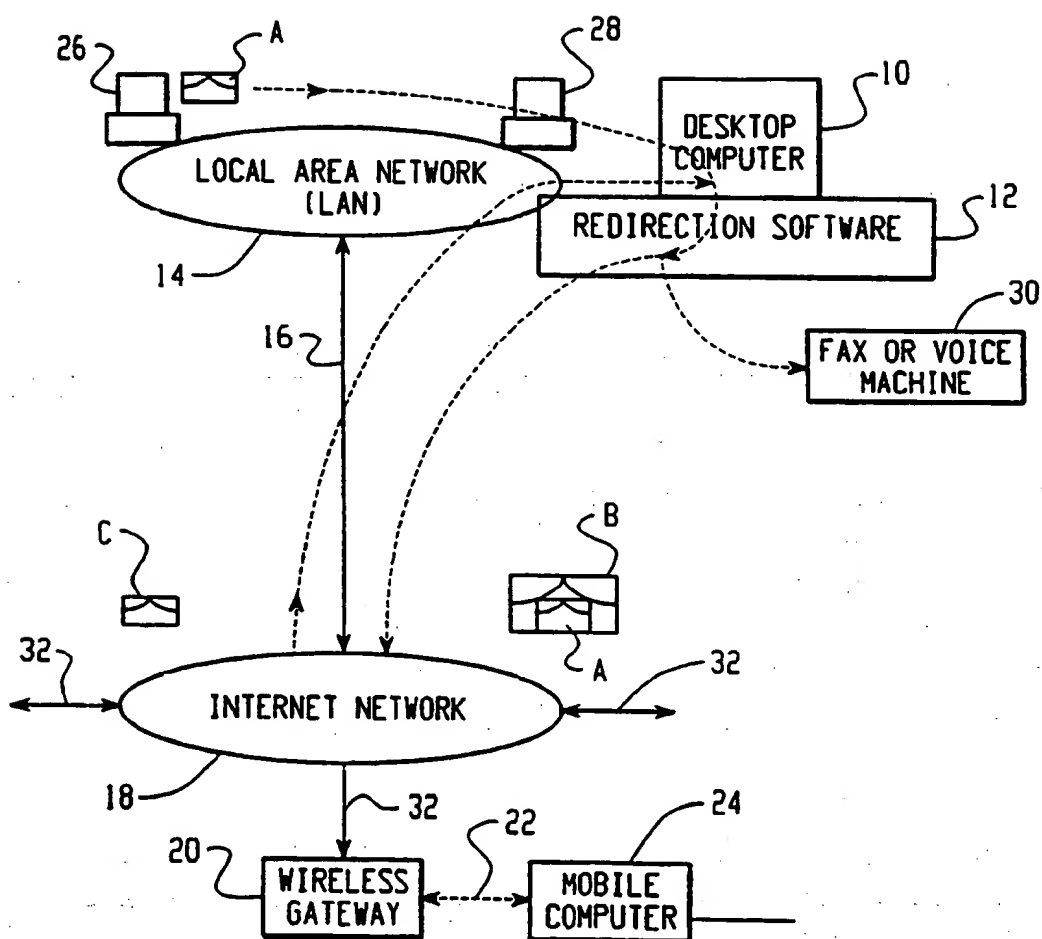 26
A
28
10
DESKTOP
COMPUTER
LOCAL AREA NETWORK
(LAN)
REDIRECTION SOFTWARE
12
14
16
30
FAX OR VOICE
MACHINE
C
B
A
32
32
INTERNET NETWORK
18
32
22
24
20
WIRELESS
GATEWAY
MOBILE
COMPUTER